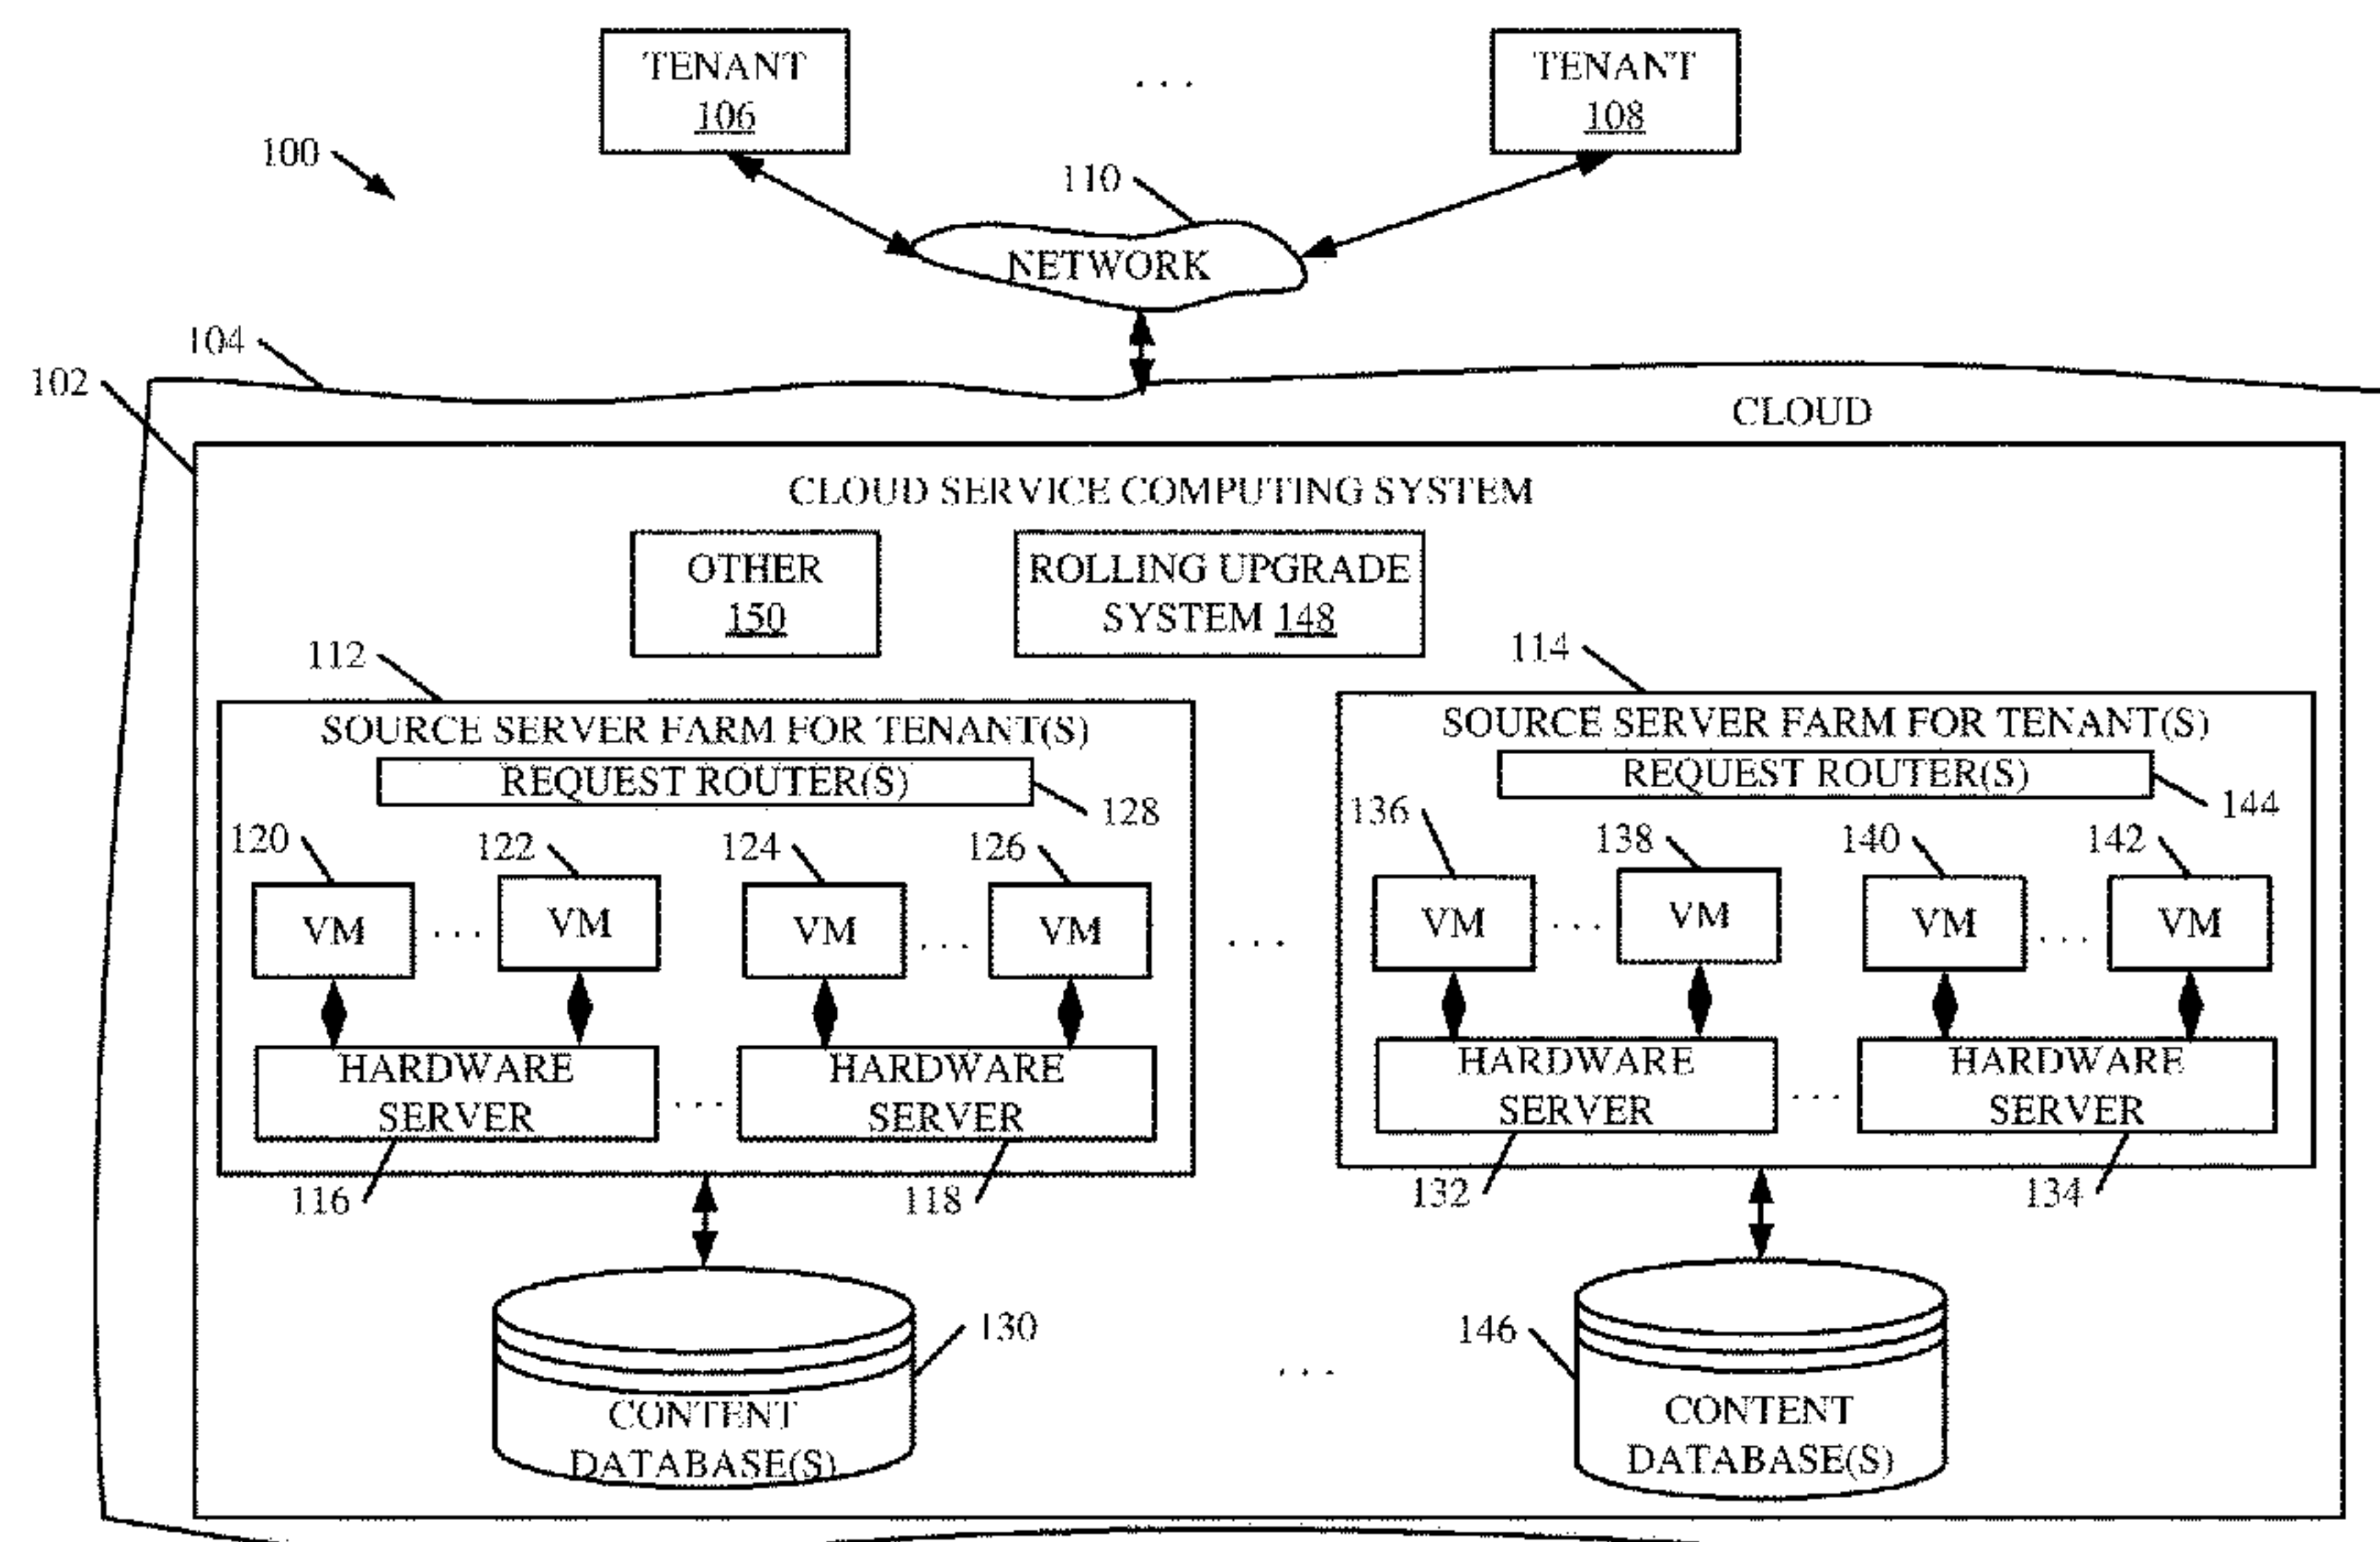 TENANT
106
. . .
TENANT
108
100
110
NETWORK
104
102
CLOUD
CLOUD SERVICE COMPUTING SYSTEM
OTHER
150
ROLLING UPGRADE
SYSTEM 148
112
SOURCE SERVER FARM FOR TENANT(S)
REQUEST ROUTER(S)
128
120
122
124
126
VM
. . .
VM
VM
. . .
VM
HARDWARE
SERVER
. . .
HARDWARE
SERVER
116
118
. . .
114
SOURCE SERVER FARM FOR TENANT(S)
REQUEST ROUTER(S)
144
136
138
140
142
VM
. . .
VM
VM
. . .
VM
HARDWARE
SERVER
. . .
HARDWARE
SERVER
132
134
130
CONTENT
DATABASE(S)
. . .
146
CONTENT
DATABASE(S)